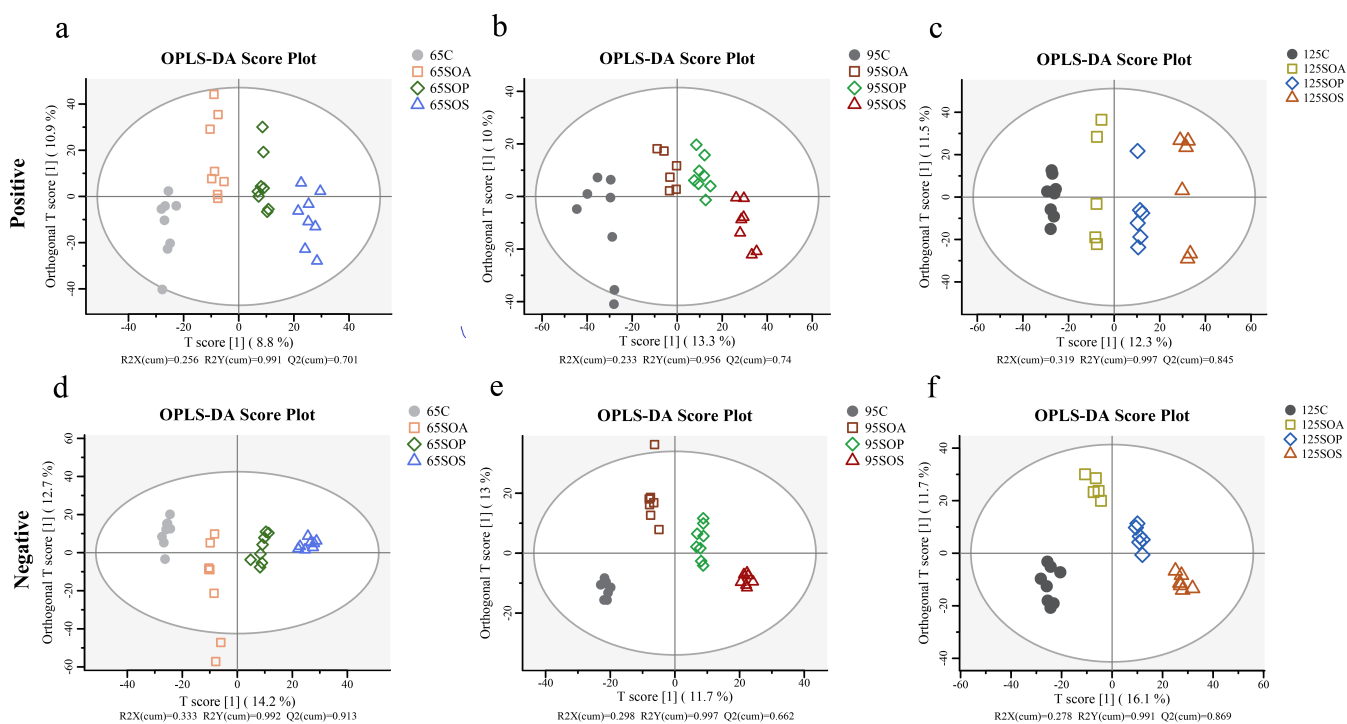 a
OPLS-DA Score Plot
65C
65SOA
65SOP
65SOS
Orthogonal T score [1] ( 10.9 %)
40
20
0
-20
-40
-40 -20 0 20 40
T score [1] ( 8.8 %)
R2X(cum)=0.256 R2Y(cum)=0.991 Q2(cum)=0.701
b
OPLS-DA Score Plot
95C
95SOA
95SOP
95SOS
Orthogonal T score [1] ( 10 %)
40
20
0
-20
-40
-60 -40 -20 0 20 40 60
T score [1] ( 13.3 %)
R2X(cum)=0.233 R2Y(cum)=0.956 Q2(cum)=0.74
c
OPLS-DA Score Plot
125C
125SOA
125SOP
125SOS
Orthogonal T score [1] ( 11.5 %)
40
20
0
-20
-40
-60 -40 -20 0 20 40 60
T score [1] ( 12.3 %)
R2X(cum)=0.319 R2Y(cum)=0.997 Q2(cum)=0.845
Positive
d
OPLS-DA Score Plot
65C
65SOA
65SOP
65SOS
Orthogonal T score [1] ( 12.7 %)
60
40
20
0
-20
-40
-60
-40 -20 0 20 40
T score [1] ( 14.2 %)
R2X(cum)=0.333 R2Y(cum)=0.992 Q2(cum)=0.913
e
OPLS-DA Score Plot
95C
95SOA
95SOP
95SOS
Orthogonal T score [1] ( 13 %)
20
0
-20
-40 -20 0 20 40
T score [1] ( 11.7 %)
R2X(cum)=0.298 R2Y(cum)=0.997 Q2(cum)=0.662
f
OPLS-DA Score Plot
125C
125SOA
125SOP
125SOS
Orthogonal T score [1] ( 11.7 %)
40
20
0
-20
-40
-60 -40 -20 0 20 40 60
T score [1] ( 16.1 %)
R2X(cum)=0.278 R2Y(cum)=0.991 Q2(cum)=0.869
Negative